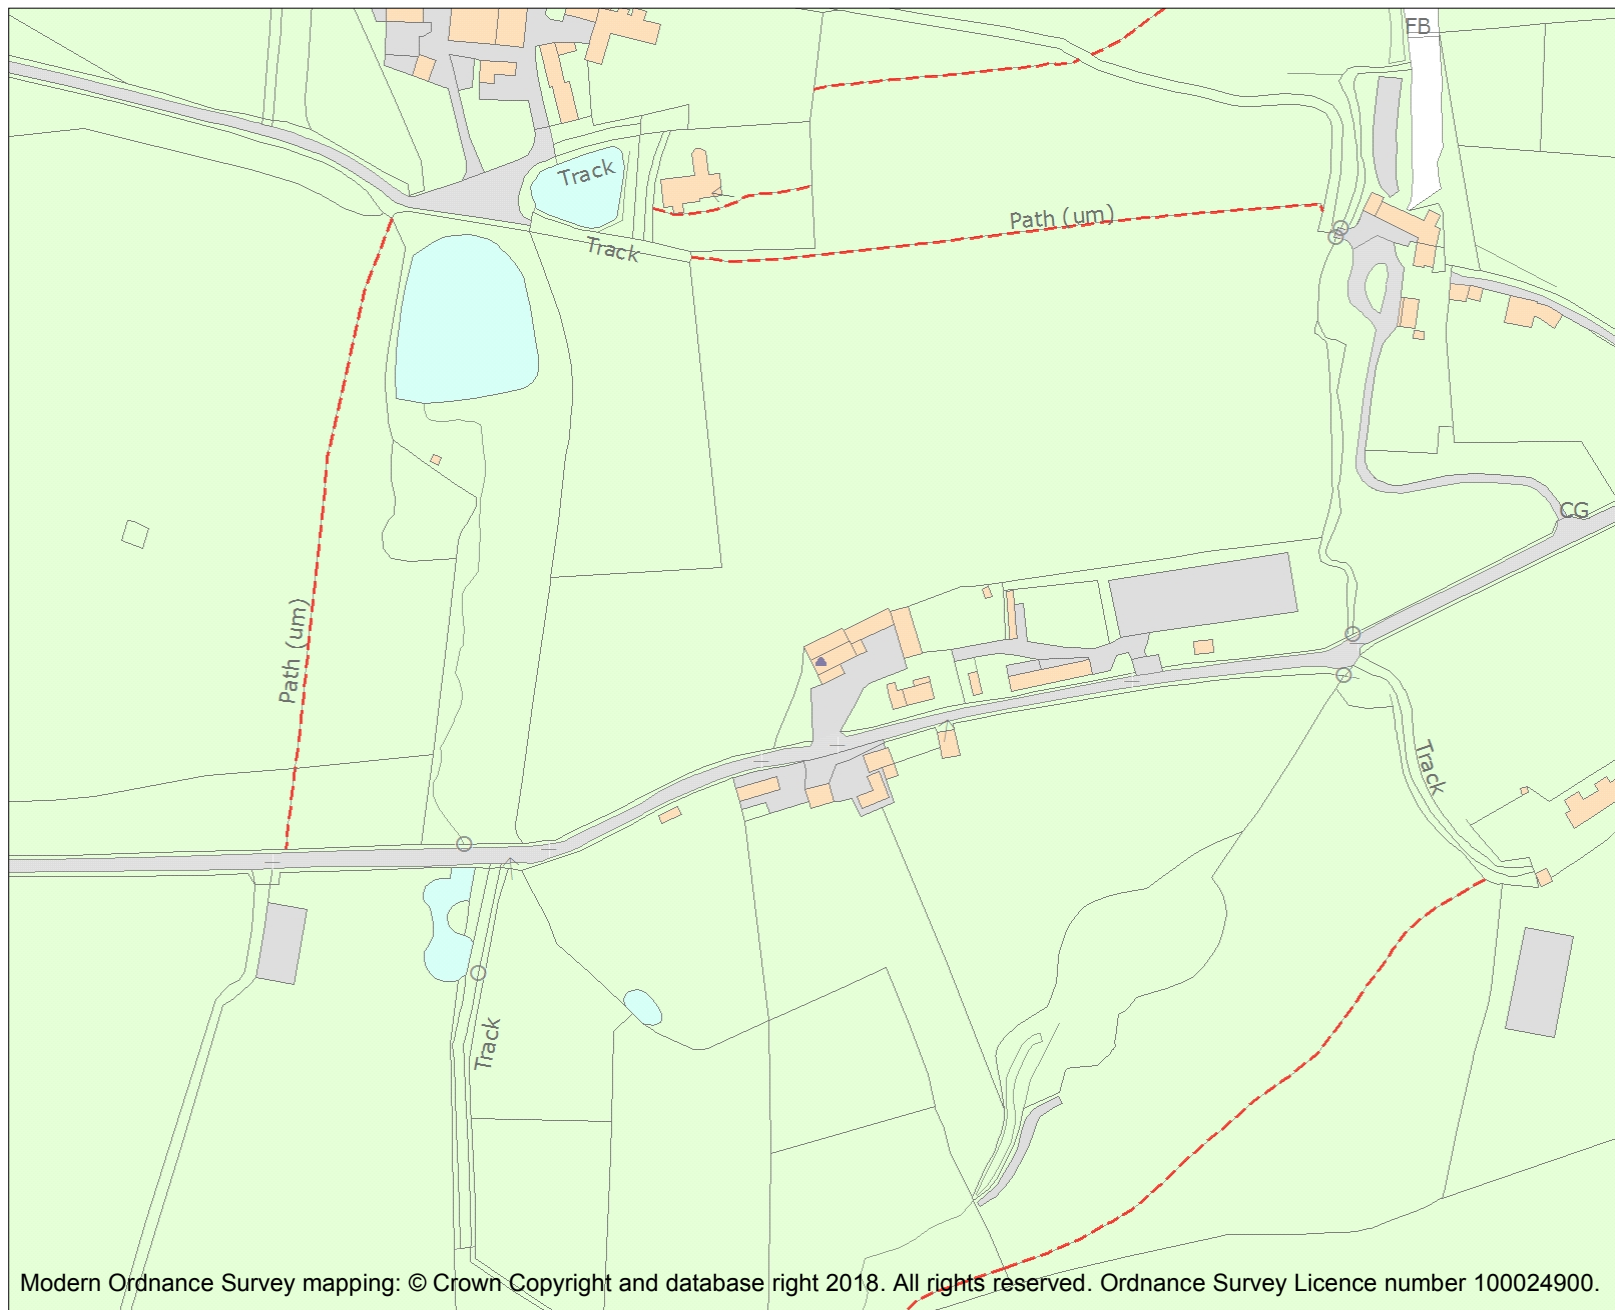 FB
Track
Path (um)
Track
CG
Path (um)
Track
Track
Modern Ordnance Survey mapping: © Crown Copyright and database right 2018. All rights reserved. Ordnance Survey Licence number 100024900.